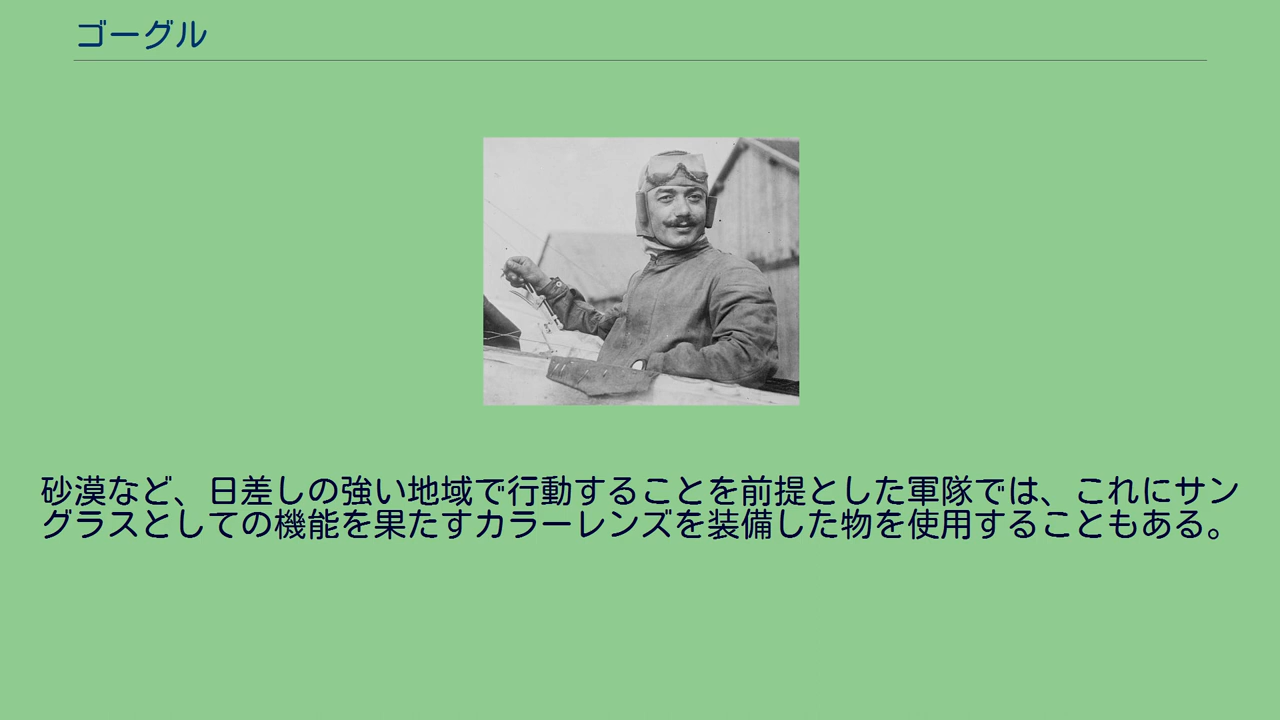 ゴーグル
砂漠など、日差しの強い地域で行動することを前提とした軍隊では、これにサン
グラスとしての機能を果たすカラーレンズを装備した物を使用することもある。